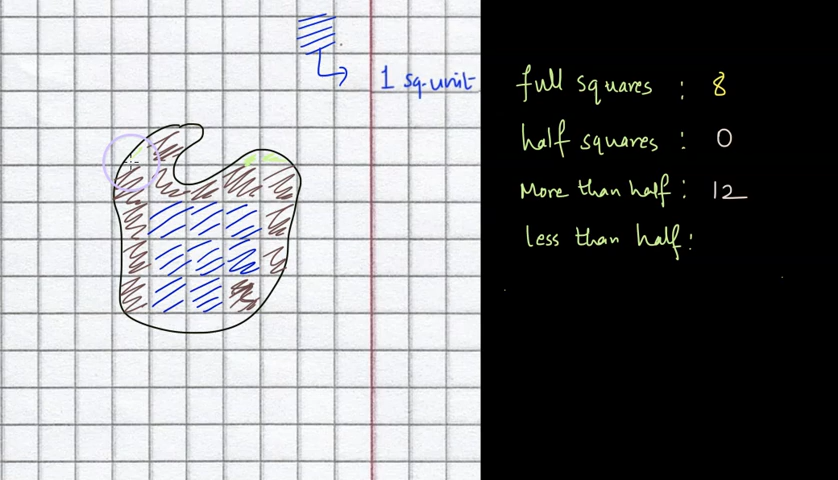 1 sq.unit
full squares : 8
half squares : 0
More than half : 12
less than half :